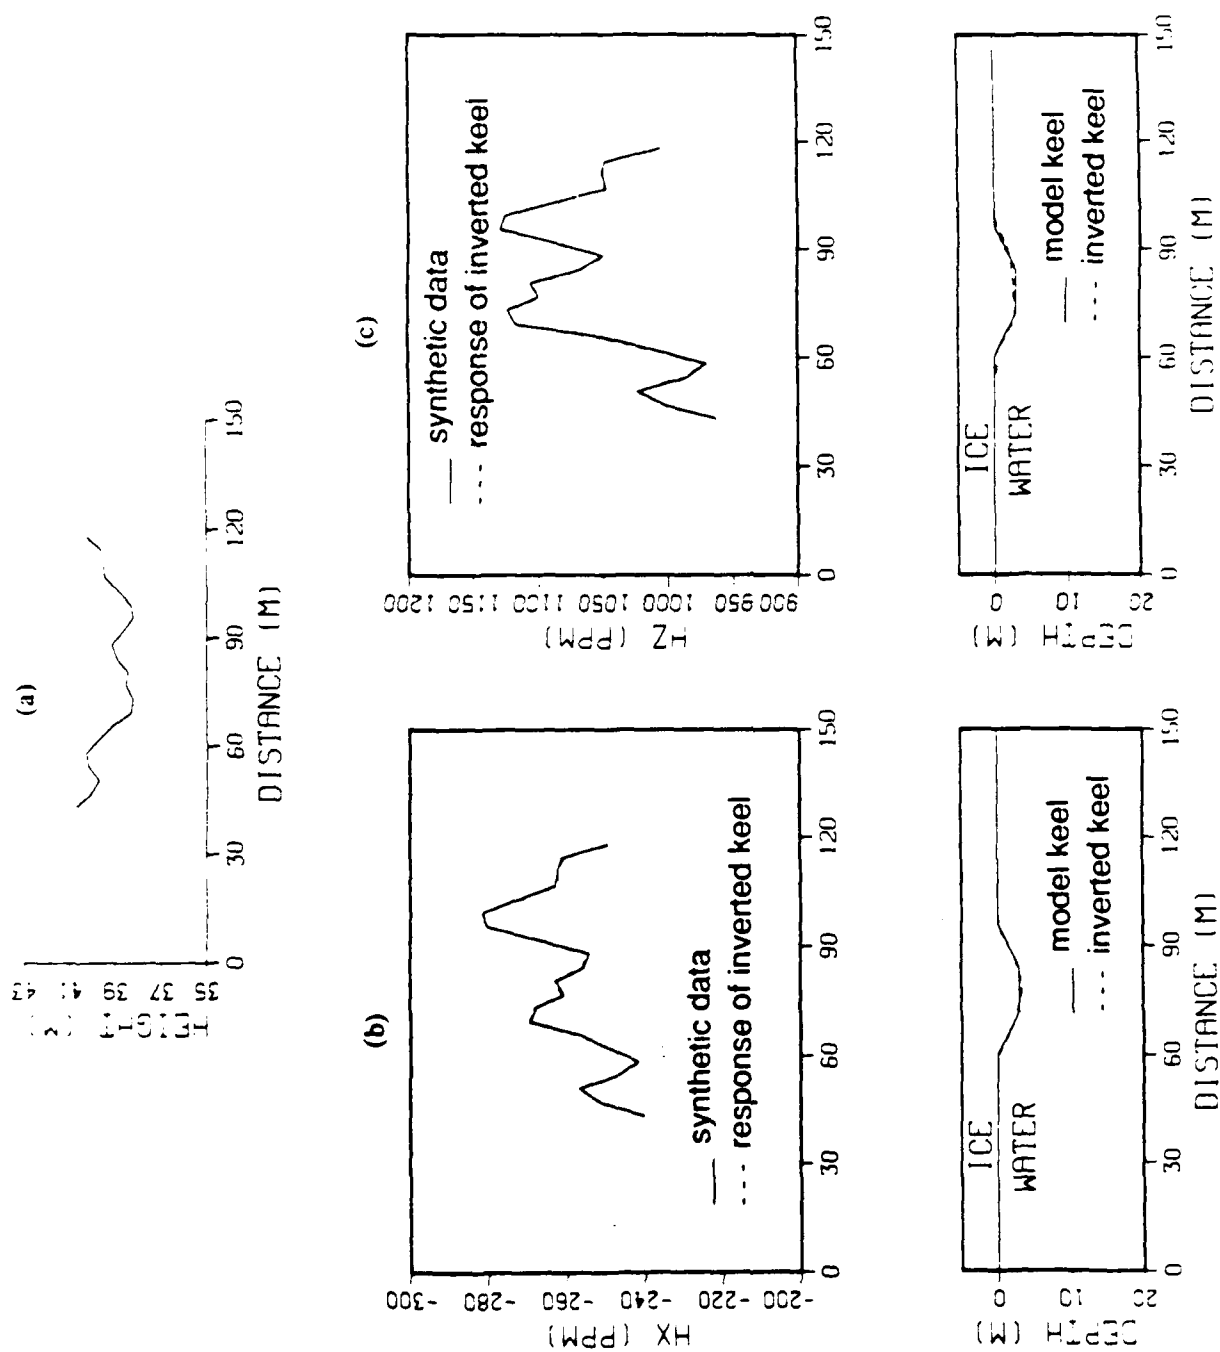 (a)
HEIGHT (M)
43
41
39
37
35
0
30
60
90
120
150
DISTANCE (M)
(b)
HX (PPM)
-300
-280
-260
-240
-220
-200
synthetic data
response of inverted keel
0
30
60
90
120
150
DEPTH (M)
0
10
20
ICE
WATER
model keel
inverted keel
0
30
60
90
120
150
DISTANCE (M)
(c)
HZ (PPM)
1200
1150
1100
1050
1000
950
900
synthetic data
response of inverted keel
0
30
60
90
120
150
DEPTH (M)
0
10
20
ICE
WATER
model keel
inverted keel
0
30
60
90
120
150
DISTANCE (M)